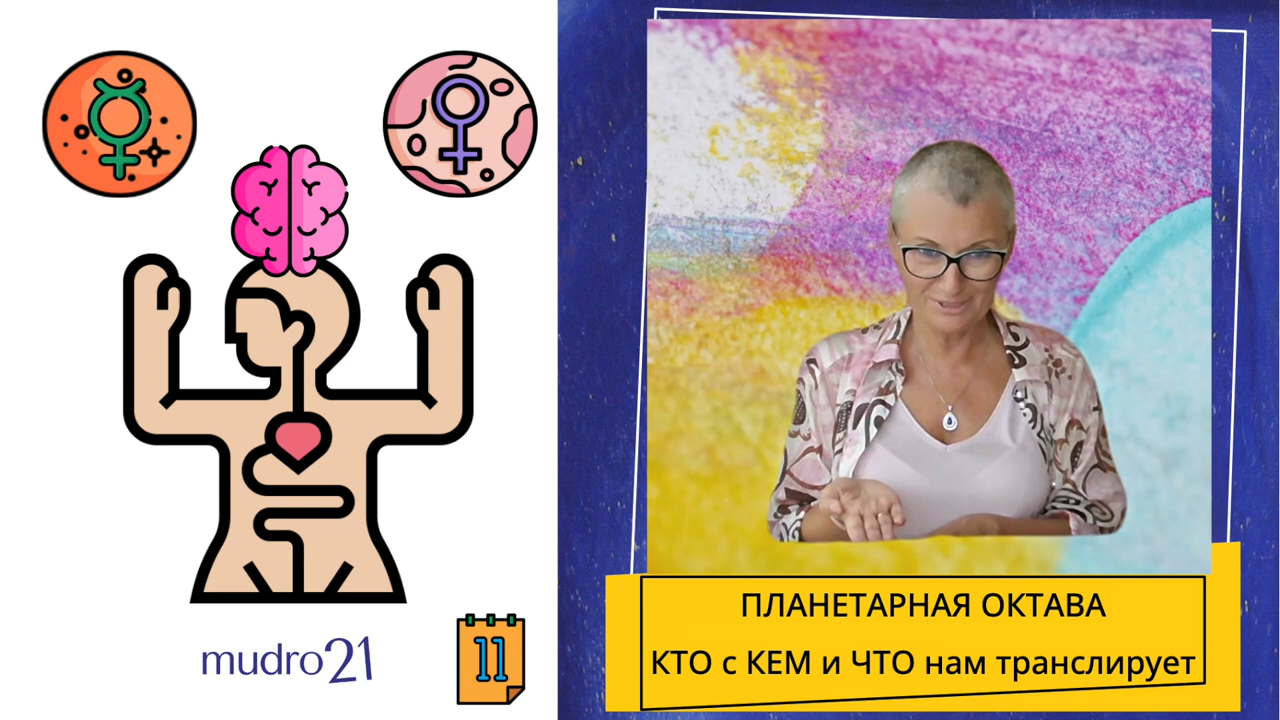 mudro21
11
ПЛАНЕТАРНАЯ ОКТАВА
КТО с КЕМ и ЧТО нам транслирует